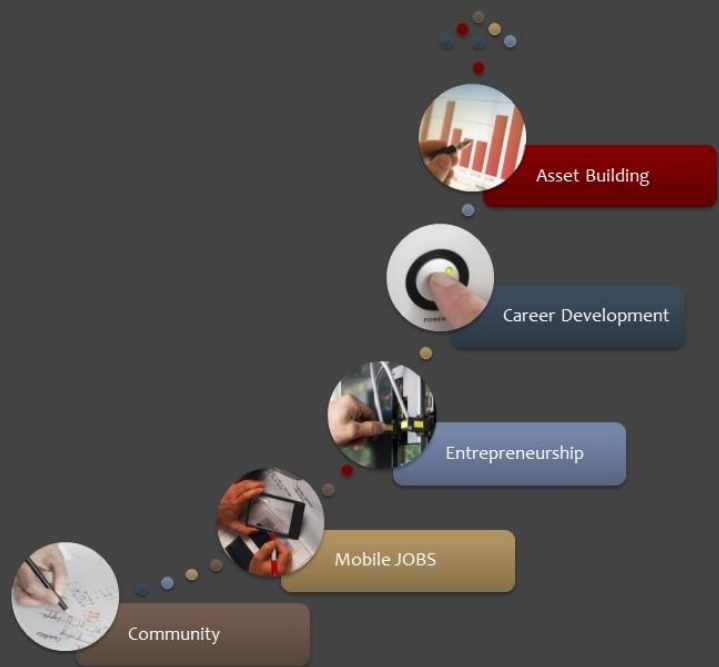 Asset Building
POWER
Career Development
Entrepreneurship
Mobile JOBS
Community